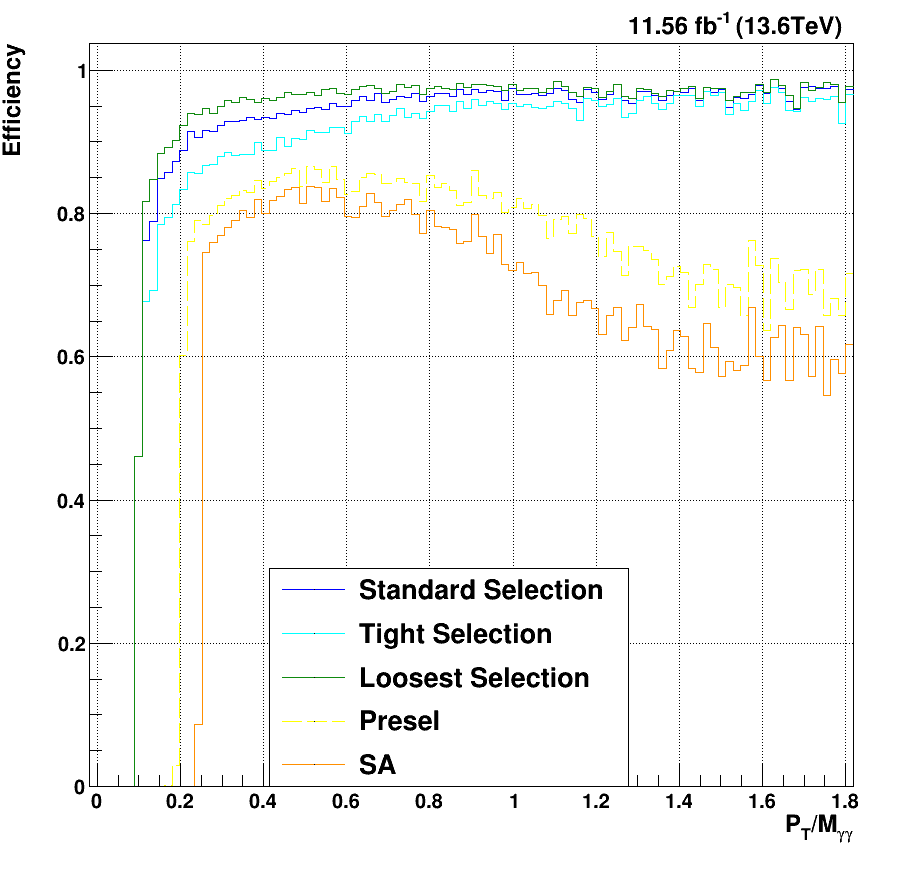 11.56 fb-1 (13.6TeV)
Efficiency
1
0.8
0.6
0.4
0.2
0
Standard Selection
Tight Selection
Loosest Selection
Presel
SA
0 0.2 0.4 0.6 0.8 1 1.2 1.4 1.6 1.8
PT/Mγγ